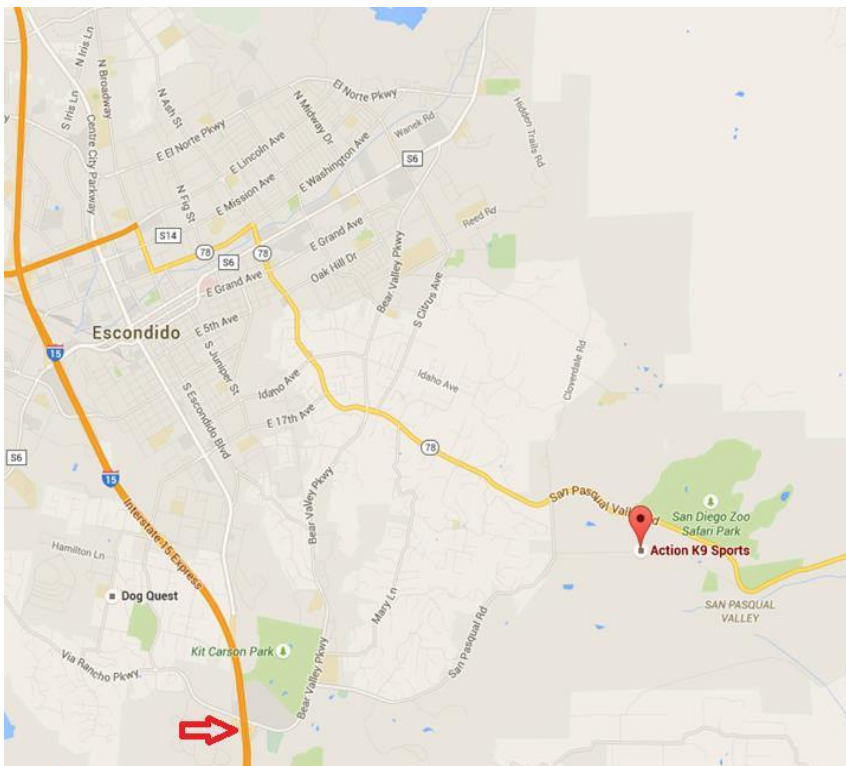 N Iris Ln
S Iris Ln
N Broadway
Centre City Parkway
N Ash St
El Norte Pkwy
N Midway Dr
Wanek Rd
Hidden Trails Rd
E El Norte Pkwy
E Lincoln Ave
E Washington Ave
S6
E Mission Ave
N Fig St
Reed Rd
S14
78
78
S6
E Grand Ave
Oak Hill Dr
E Grand Ave
Bear Valley Pkwy
S Citrus Ave
Escondido
E 5th Ave
15
S Juniper St
Idaho Ave
Idaho Ave
Cloverdale Rd
S Escondido Blvd
E 17th Ave
78
S6
15
Bear Valley Pkwy
San Pasqual Valley Rd
San Diego Zoo
Safari Park
Interstate 15 Express
Action K9 Sports
Hamilton Ln
Dog Quest
Mary Ln
San Pasqual Rd
SAN PASQUAL
VALLEY
Kit Carson Park
Via Rancho Pkwy
Bear Valley Pkwy